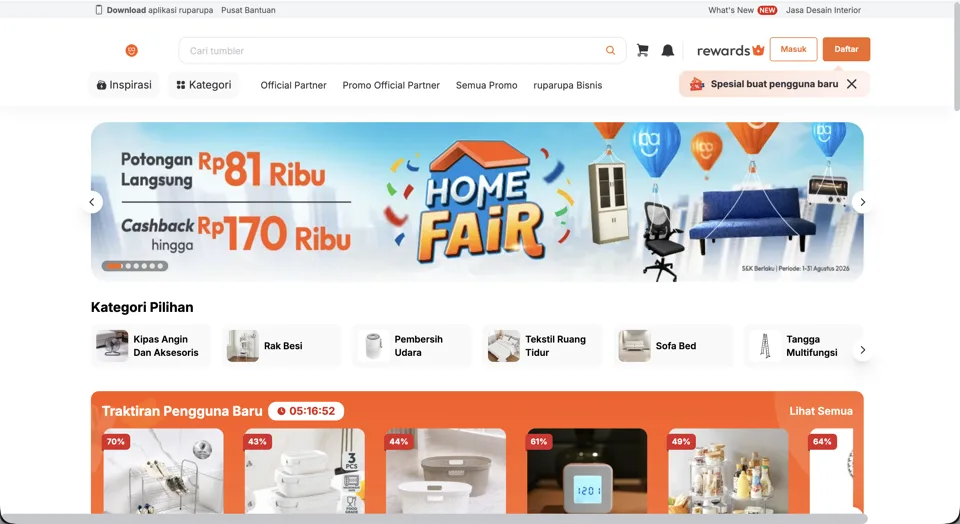 Download aplikasi ruparupa
Pusat Bantuan
What's New NEW
Jasa Desain Interior
Cari tumbler
rewards
Masuk
Daftar
Inspirasi
Kategori
Official Partner
Promo Official Partner
Semua Promo
ruparupa Bisnis
Spesial buat pengguna baru
Potongan
Langsung
Rp81 Ribu
Cashback
hingga
Rp170 Ribu
HOME
FAIR
S&K Berlaku | Periode: 1-31 Agustus 2026
Kategori Pilihan
Kipas Angin
Dan Aksesoris
Rak Besi
Pembersih
Udara
Tekstil Ruang
Tidur
Sofa Bed
Tangga
Multifungsi
Traktiran Pengguna Baru
05:16:52
Lihat Semua
70%
43%
3
PCS
44%
61%
12:01
49%
64%